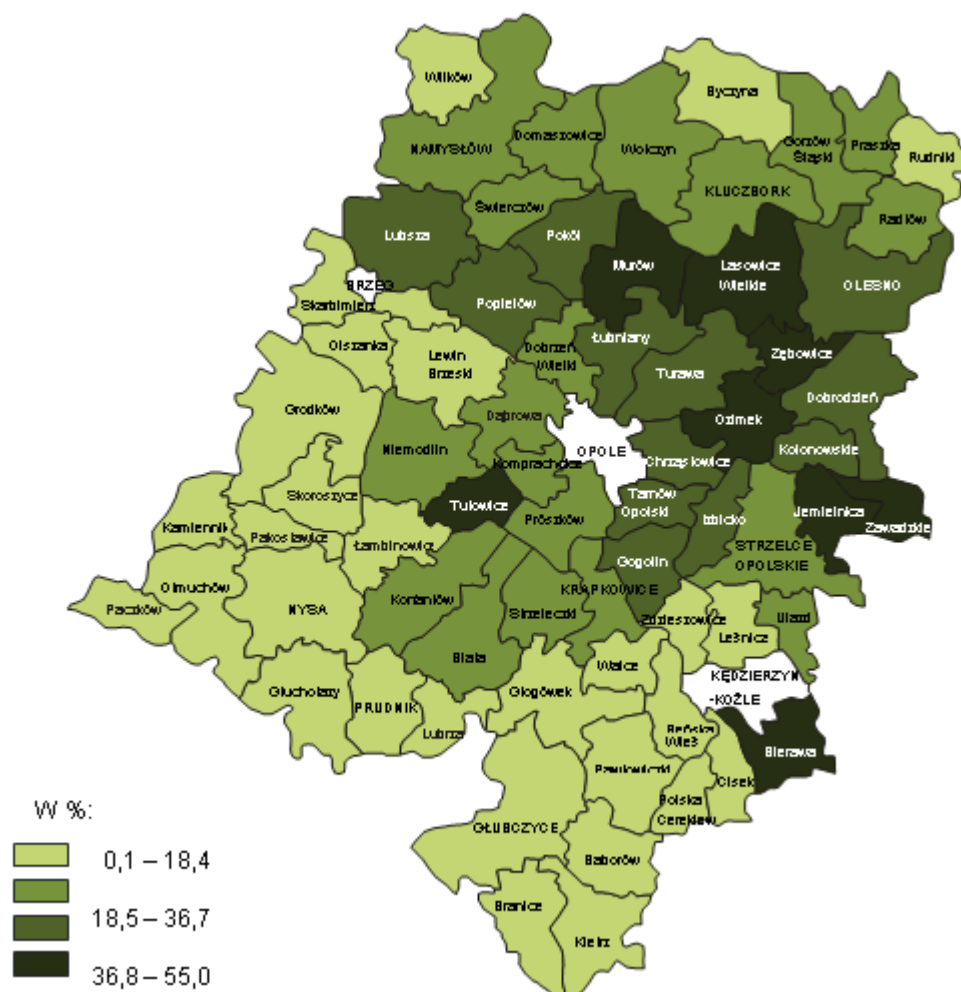 Wilków
Byczyna
Domaszowice
NAMYSŁÓW
Wołczyn
Gorzów
Śląski
Praszka
Rudniki
KLUCZBORK
Świerczów
Radłów
Lubsza
Pokój
Murów
Lasowice
Wielkie
OLESNO
BRZEG
Skarbimierz
Popielów
Olszanka
Lewin
Brzeski
Dobrzeń
Wielki
Łubniany
Zębowice
Turawa
Dobrodzień
Grodków
Dąbrowa
Ozimek
Niemodlin
OPOLE
Kolonowskie
Komprachcice
Chrząstowice
Skoroszyce
Tułowice
Tarnów
Opolski
Izbicko
Jemielnica
Zawadzkie
Kamiennik
Pakosławice
Łambinowice
Prószków
Gogolin
STRZELCE
OPOLSKIE
Otmuchów
Paczków
NYSA
Korfantów
Strzeleczki
KRAPKOWICE
Zdzieszowice
Leśnica
Ujazd
Biała
Walce
KĘDZIERZYN
-KOŹLE
Głuchołazy
PRUDNIK
Lubrza
Głogówek
Reńska
Wieś
Bierawa
Pawłowiczki
Cisek
Polska
Cerekiew
GŁUBCZYCE
Baborów
Branice
Kietrz
W %:
0,1 – 18,4
18,5 – 36,7
36,8 – 55,0